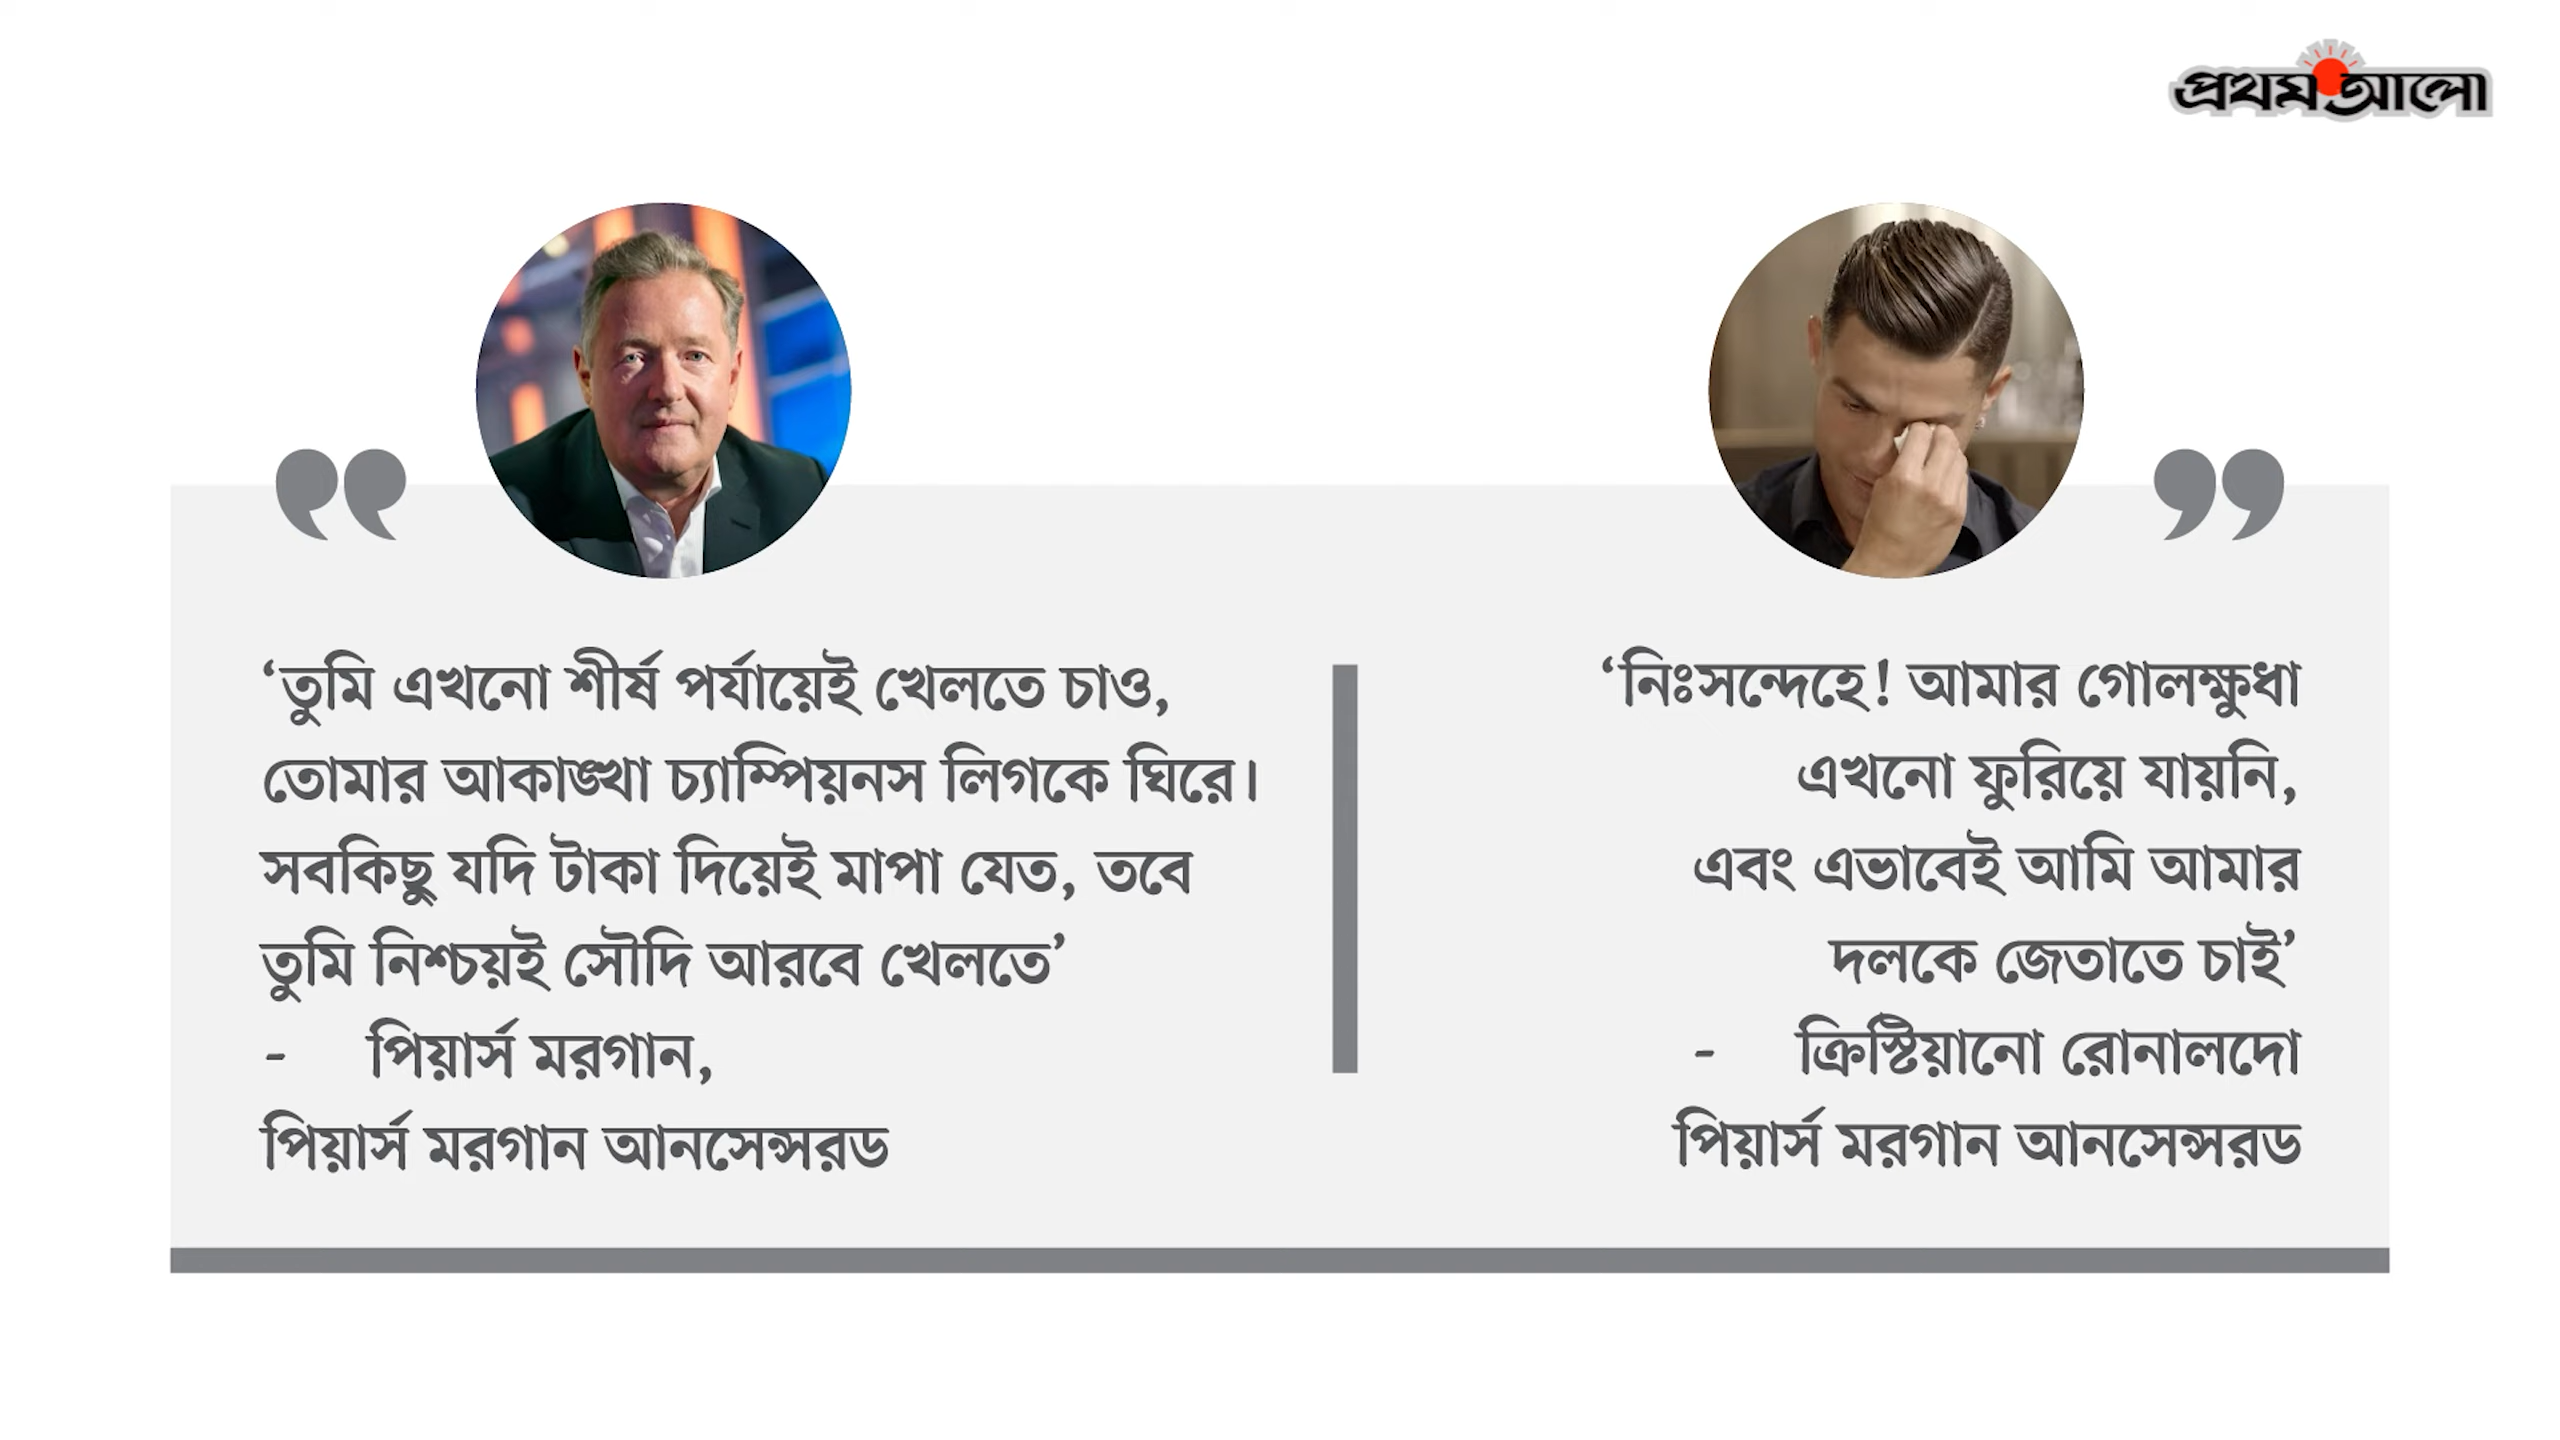 প্রথম আলো
‘তুমি এখনো শীর্ষ পর্যায়েই খেলতে চাও,
তোমার আকাঙ্খা চ্যাম্পিয়নস লিগকে ঘিরে।
সবকিছু যদি টাকা দিয়েই মাপা যেত, তবে
তুমি নিশ্চয়ই সৌদি আরবে খেলতে’
- পিয়ার্স মরগান,
পিয়ার্স মরগান আনসেন্সরড
‘নিঃসন্দেহে! আমার গোলক্ষুধা
এখনো ফুরিয়ে যায়নি,
এবং এভাবেই আমি আমার
দলকে জেতাতে চাই’
- ক্রিস্টিয়ানো রোনালদো
পিয়ার্স মরগান আনসেন্সরড